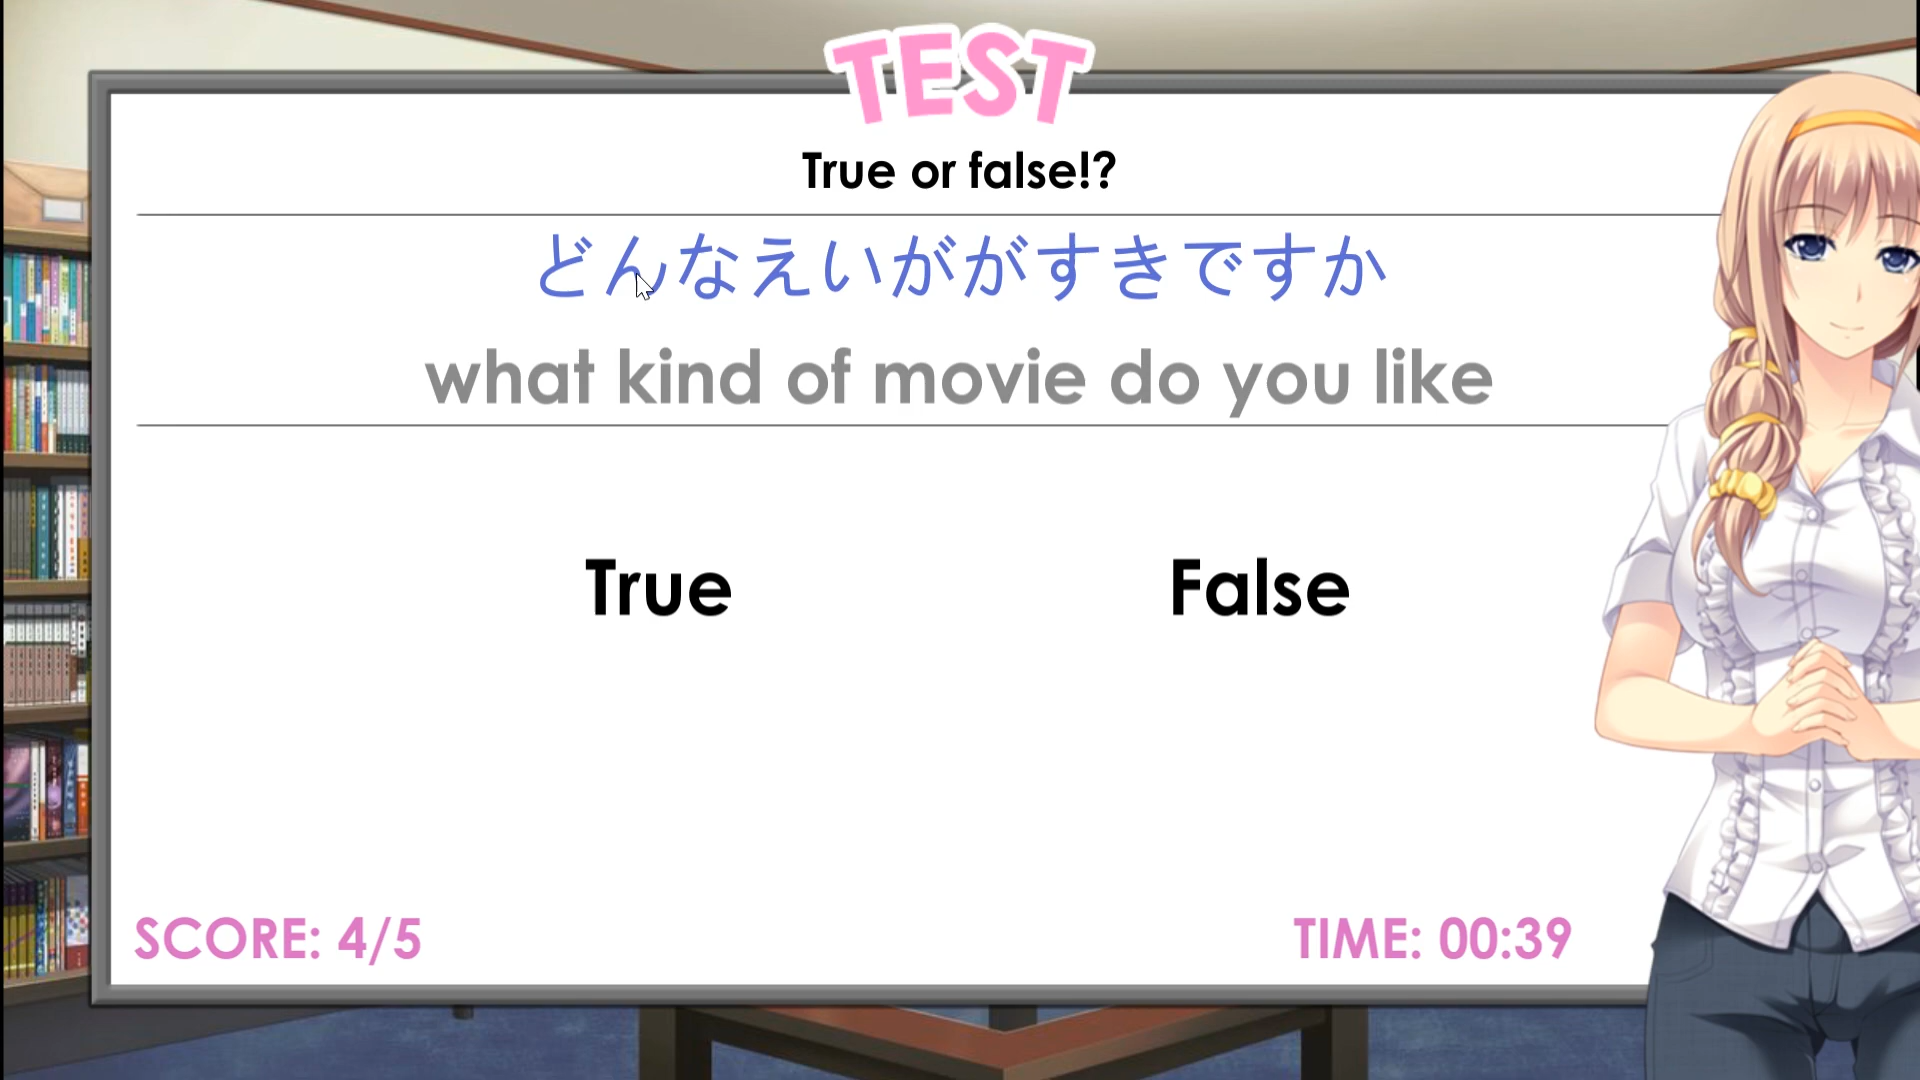 TEST
True or false!?
どんなえいががすきですか
what kind of movie do you like
True
False
SCORE: 4/5
TIME: 00:39